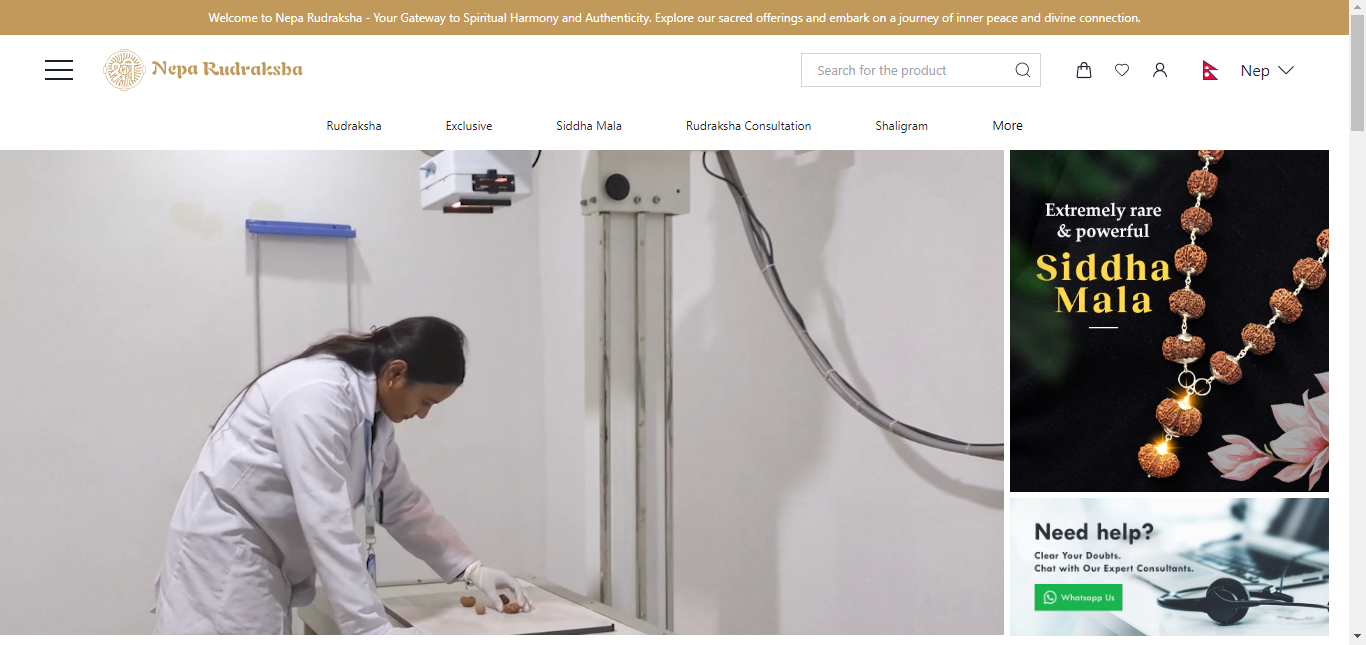 Welcome to Nepa Rudraksha - Your Gateway to Spiritual Harmony and Authenticity. Explore our sacred offerings and embark on a journey of inner peace and divine connection.
Nepa Rudraksha
Search for the product
Nep
Rudraksha
Exclusive
Siddha Mala
Rudraksha Consultation
Shaligram
More
Extremely rare
& powerful
Siddha
Mala
Need help?
Clear Your Doubts.
Chat with Our Expert Consultants.
Whatsapp Us